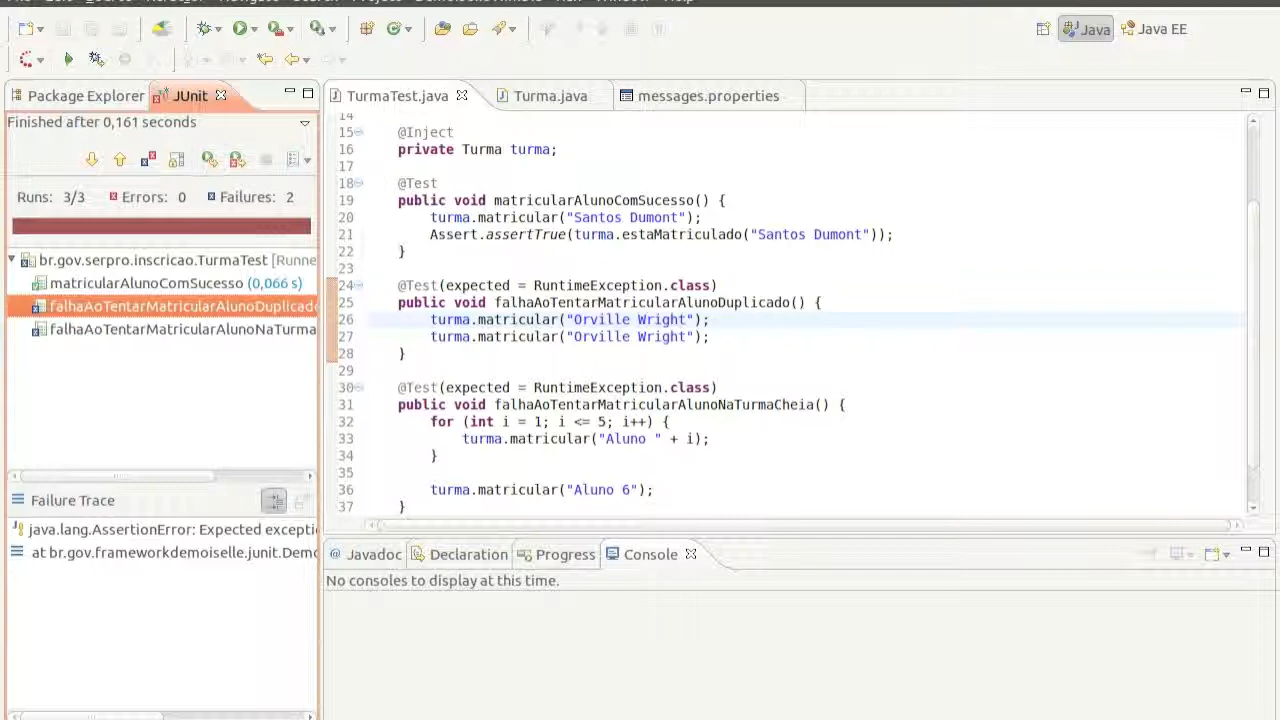 Java
Java EE
Package Explorer
JUnit
Finished after 0,161 seconds
Runs: 3/3
Errors: 0
Failures: 2
br.gov.serpro.inscricao.TurmaTest [Runne
matricularAlunoComSucesso (0,066 s)
falhaAoTentarMatricularAlunoDuplicado
falhaAoTentarMatricularAlunoNaTurma
Failure Trace
java.lang.AssertionError: Expected excepti
at br.gov.frameworkdemoiselle.junit.Demo
TurmaTest.java
Turma.java
messages.properties
14
15 @Inject
16 private Turma turma;
17
18 @Test
19 public void matricularAlunoComSucesso() {
20 turma.matricular("Santos Dumont");
21 Assert.assertTrue(turma.estaMatriculado("Santos Dumont"));
22 }
23
24 @Test(expected = RuntimeException.class)
25 public void falhaAoTentarMatricularAlunoDuplicado() {
26 turma.matricular("Orville Wright");
27 turma.matricular("Orville Wright");
28 }
29
30 @Test(expected = RuntimeException.class)
31 public void falhaAoTentarMatricularAlunoNaTurmaCheia() {
32 for (int i = 1; i <= 5; i++) {
33 turma.matricular("Aluno " + i);
34 }
35
36 turma.matricular("Aluno 6");
37 }
Javadoc
Declaration
Progress
Console
No consoles to display at this time.